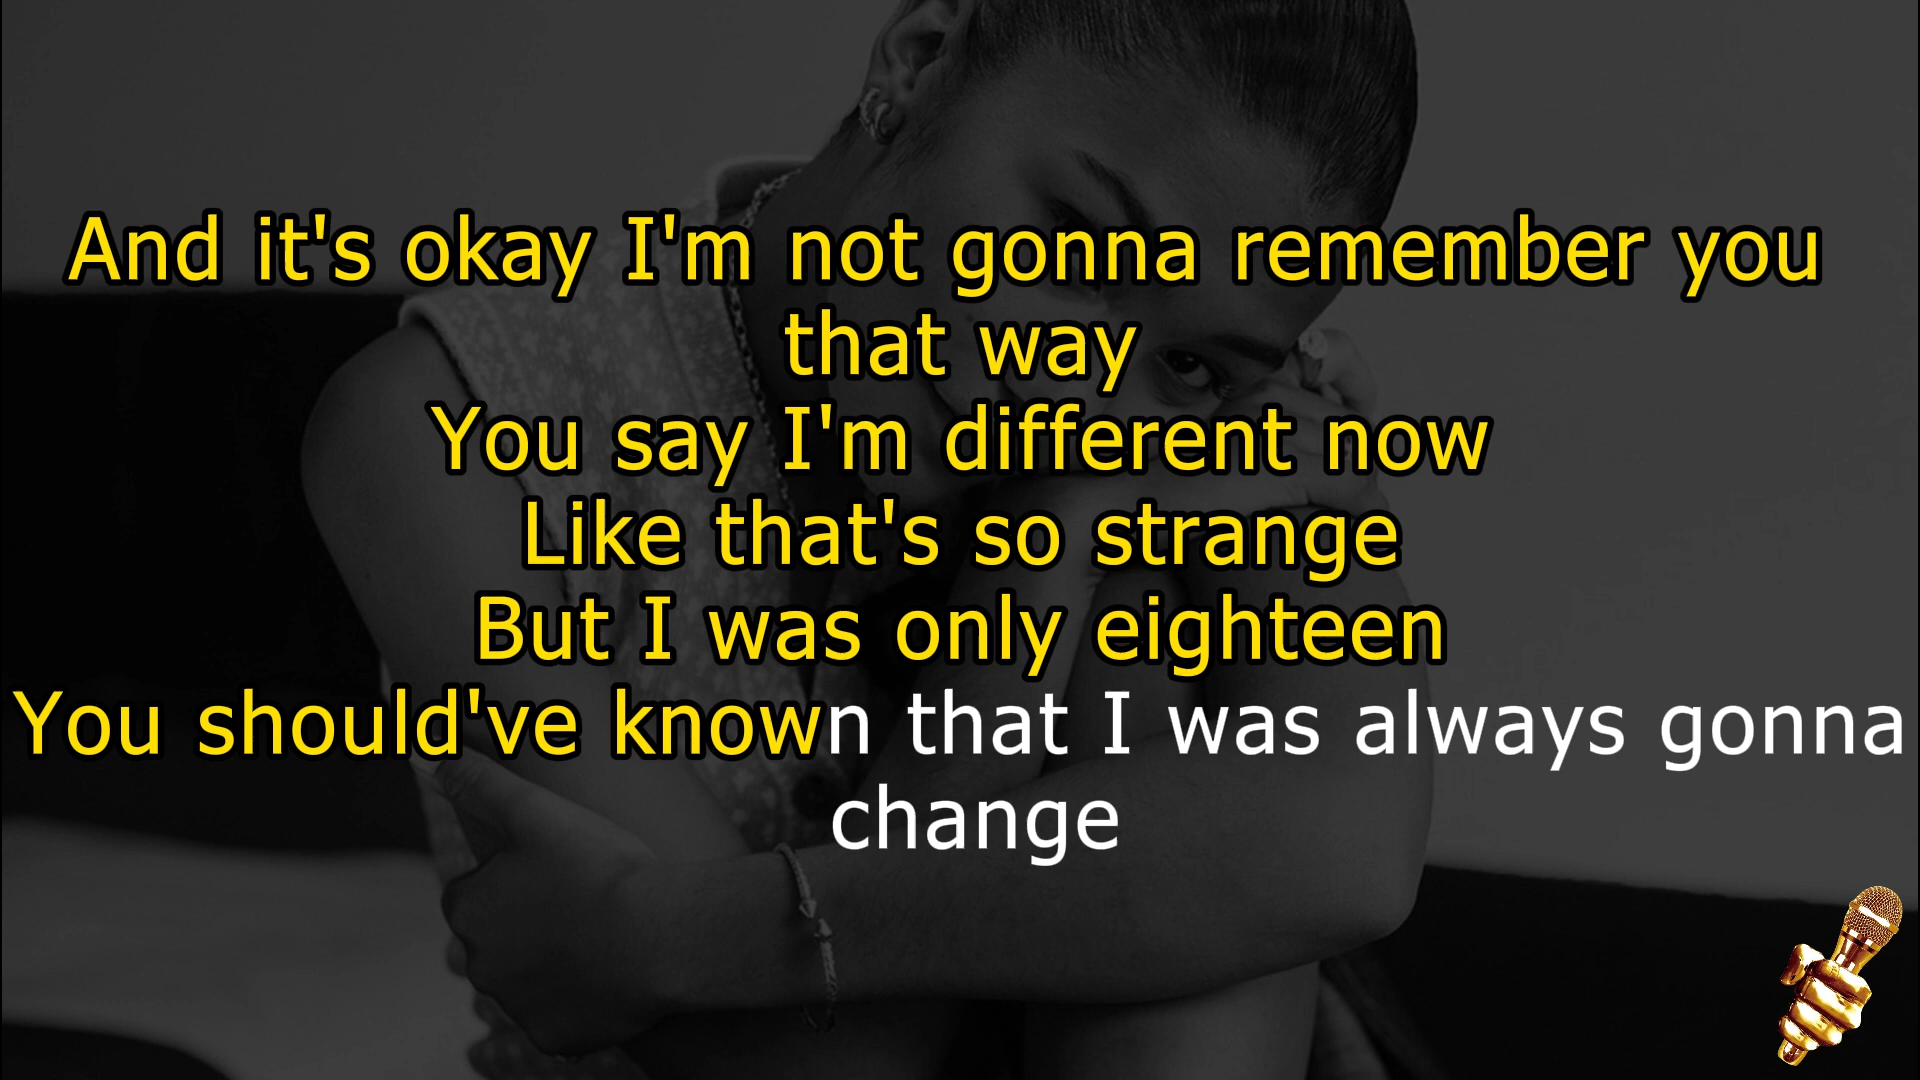 And it's okay I'm not gonna remember you
that way
You say I'm different now
Like that's so strange
But I was only eighteen
You should've known that I was always gonna
change